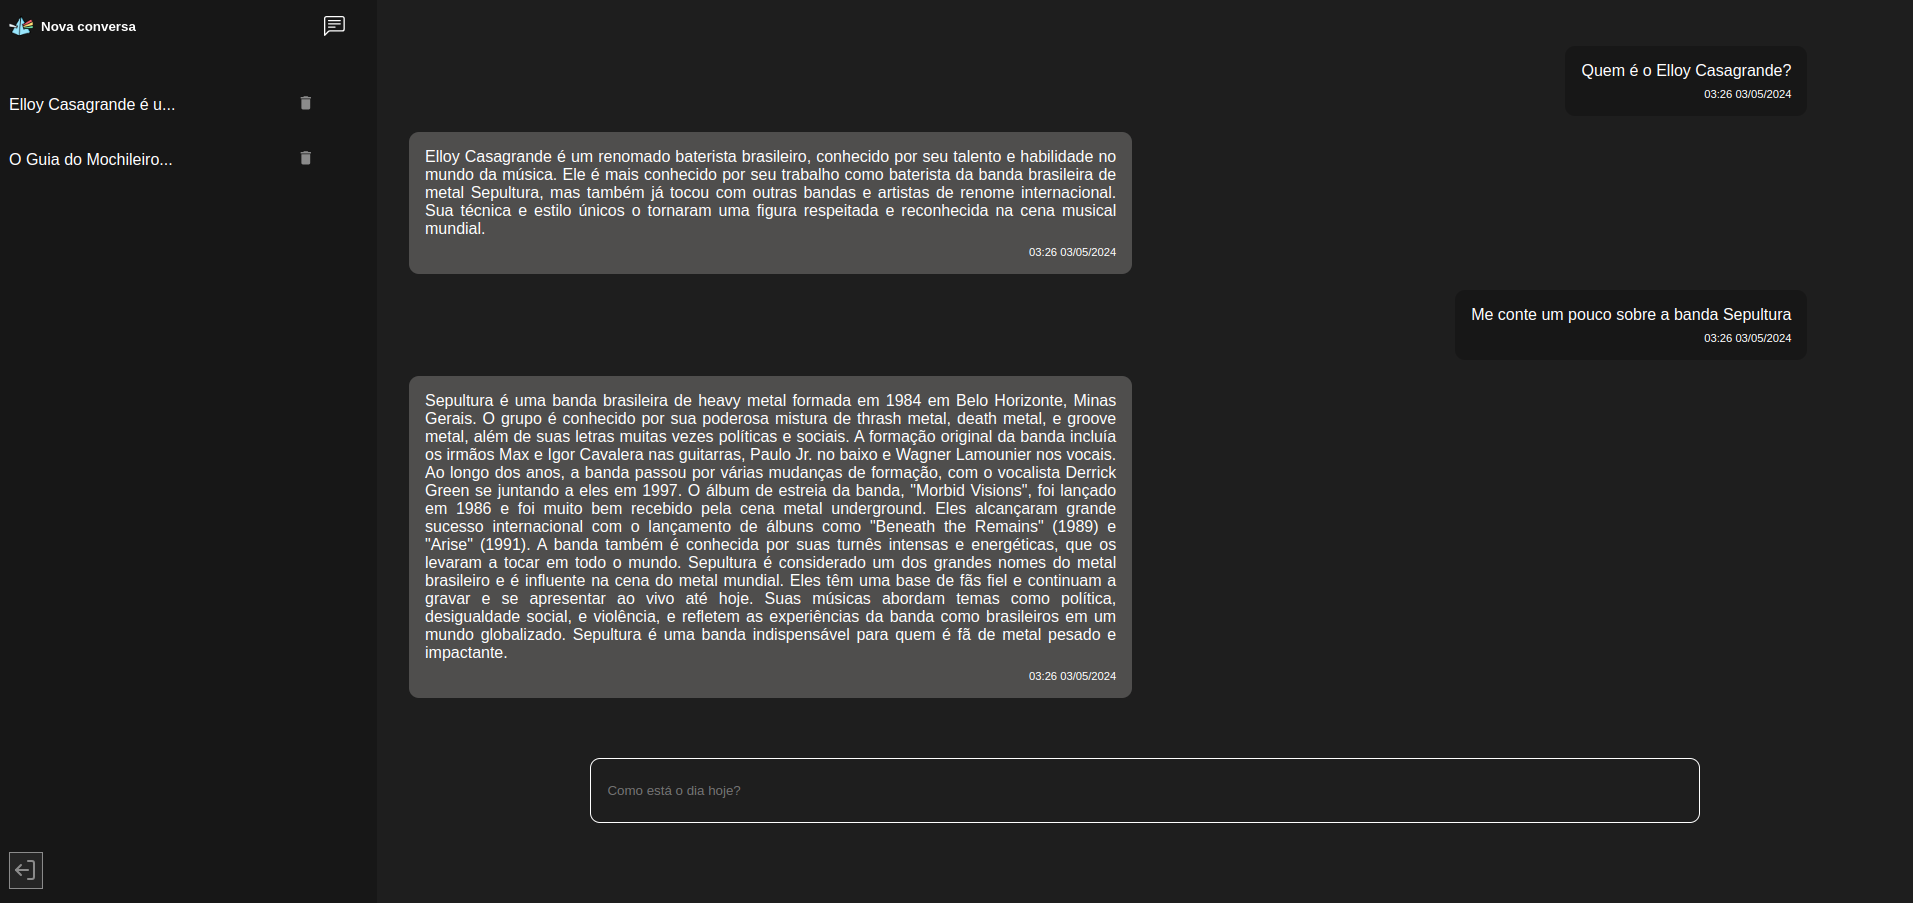 Nova conversa
Elloy Casagrande é u...
O Guia do Mochileiro...
Quem é o Elloy Casagrande?
03:26 03/05/2024
Elloy Casagrande é um renomado baterista brasileiro, conhecido por seu talento e habilidade no
mundo da música. Ele é mais conhecido por seu trabalho como baterista da banda brasileira de
metal Sepultura, mas também já tocou com outras bandas e artistas de renome internacional.
Sua técnica e estilo únicos o tornaram uma figura respeitada e reconhecida na cena musical
mundial.
03:26 03/05/2024
Me conte um pouco sobre a banda Sepultura
03:26 03/05/2024
Sepultura é uma banda brasileira de heavy metal formada em 1984 em Belo Horizonte, Minas
Gerais. O grupo é conhecido por sua poderosa mistura de thrash metal, death metal, e groove
metal, além de suas letras muitas vezes políticas e sociais. A formação original da banda incluía
os irmãos Max e Igor Cavalera nas guitarras, Paulo Jr. no baixo e Wagner Lamounier nos vocais.
Ao longo dos anos, a banda passou por várias mudanças de formação, com o vocalista Derrick
Green se juntando a eles em 1997. O álbum de estreia da banda, "Morbid Visions", foi lançado
em 1986 e foi muito bem recebido pela cena metal underground. Eles alcançaram grande
sucesso internacional com o lançamento de álbuns como "Beneath the Remains" (1989) e
"Arise" (1991). A banda também é conhecida por suas turnês intensas e energéticas, que os
levaram a tocar em todo o mundo. Sepultura é considerado um dos grandes nomes do metal
brasileiro e é influente na cena do metal mundial. Eles têm uma base de fãs fiel e continuam a
gravar e se apresentar ao vivo até hoje. Suas músicas abordam temas como política,
desigualdade social, e violência, e refletem as experiências da banda como brasileiros em um
mundo globalizado. Sepultura é uma banda indispensável para quem é fã de metal pesado e
impactante.
03:26 03/05/2024
Como está o dia hoje?